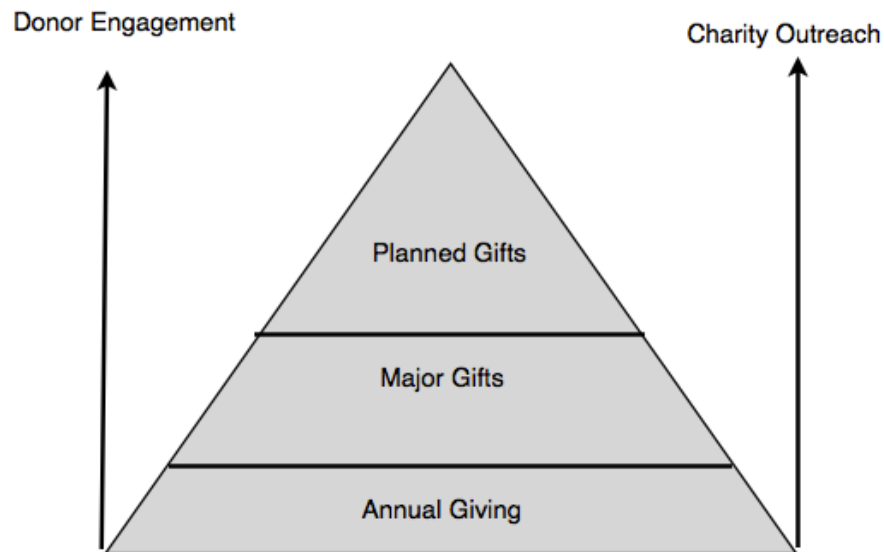 Donor Engagement
Charity Outreach
Planned Gifts
Major Gifts
Annual Giving